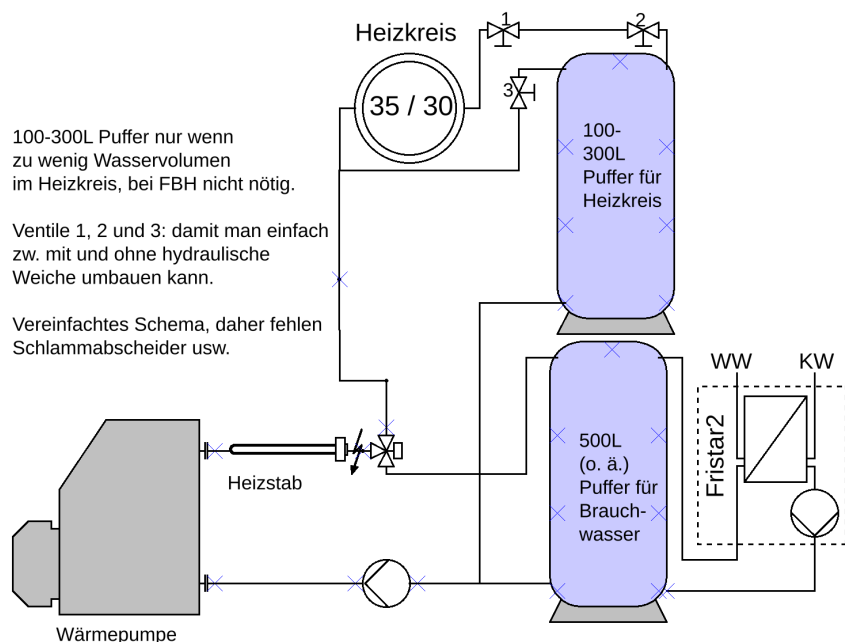 1
2
Heizkreis
3
35 / 30
100-
300L
Puffer für
Heizkreis
100-300L Puffer nur wenn
zu wenig Wasservolumen
im Heizkreis, bei FBH nicht nötig.
Ventile 1, 2 und 3: damit man einfach
zw. mit und ohne hydraulische
Weiche umbauen kann.
Vereinfachtes Schema, daher fehlen
Schlammabscheider usw.
WW
KW
Fristar2
500L
(o. ä.)
Puffer für
Brauch-
wasser
Heizstab
Wärmepumpe